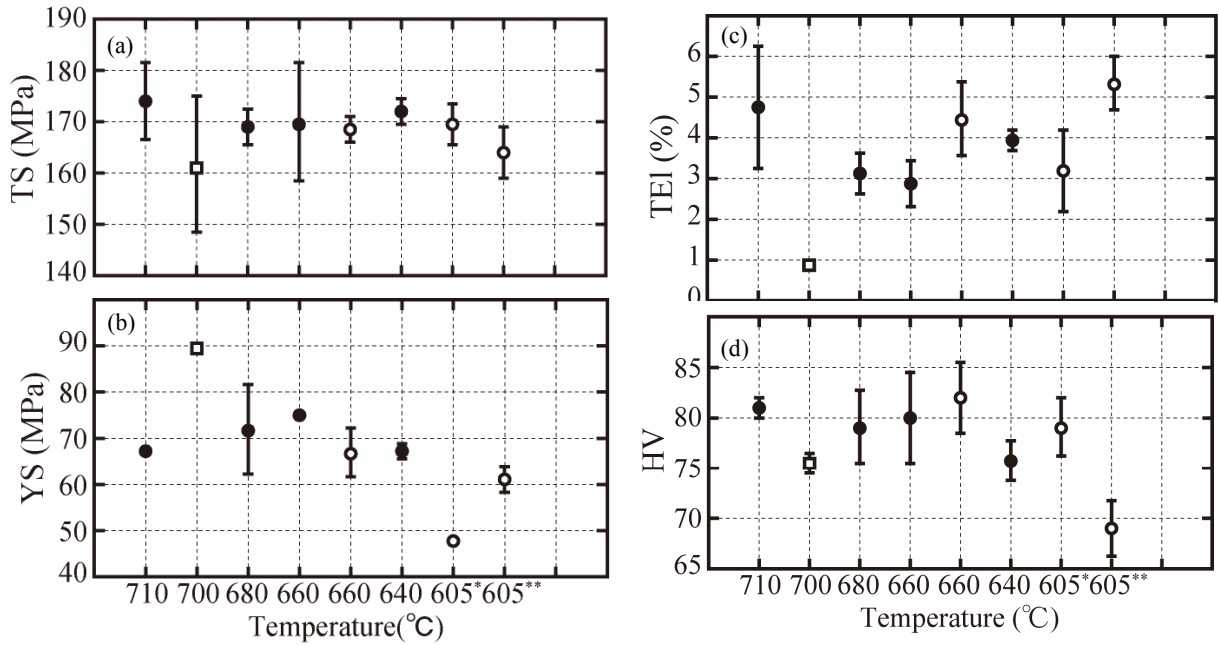 190
(a)
180
170
160
150
140
TS (MPa)
(b)
90
80
70
60
50
40
YS (MPa)
710 700 680 660 660 640 605* 605**
Temperature(℃)
(c)
6
5
4
3
2
1
0
TEl (%)
(d)
85
80
75
70
65
HV
710 700 680 660 660 640 605* 605**
Temperature (℃)